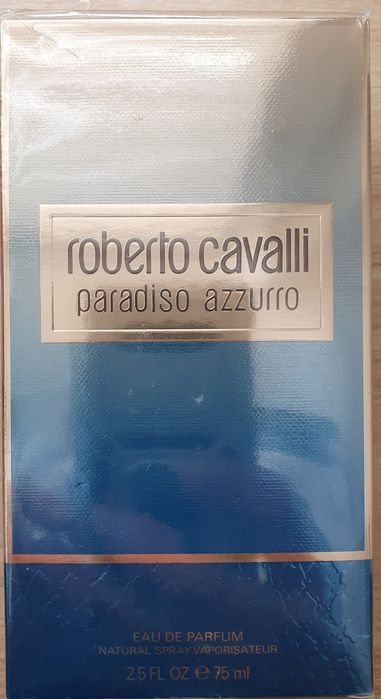 roberto cavalli
paradiso azzurro
EAU DE PARFUM
NATURAL SPRAY VAPORISATEUR
2.5 FL OZ ℮ 75 ml